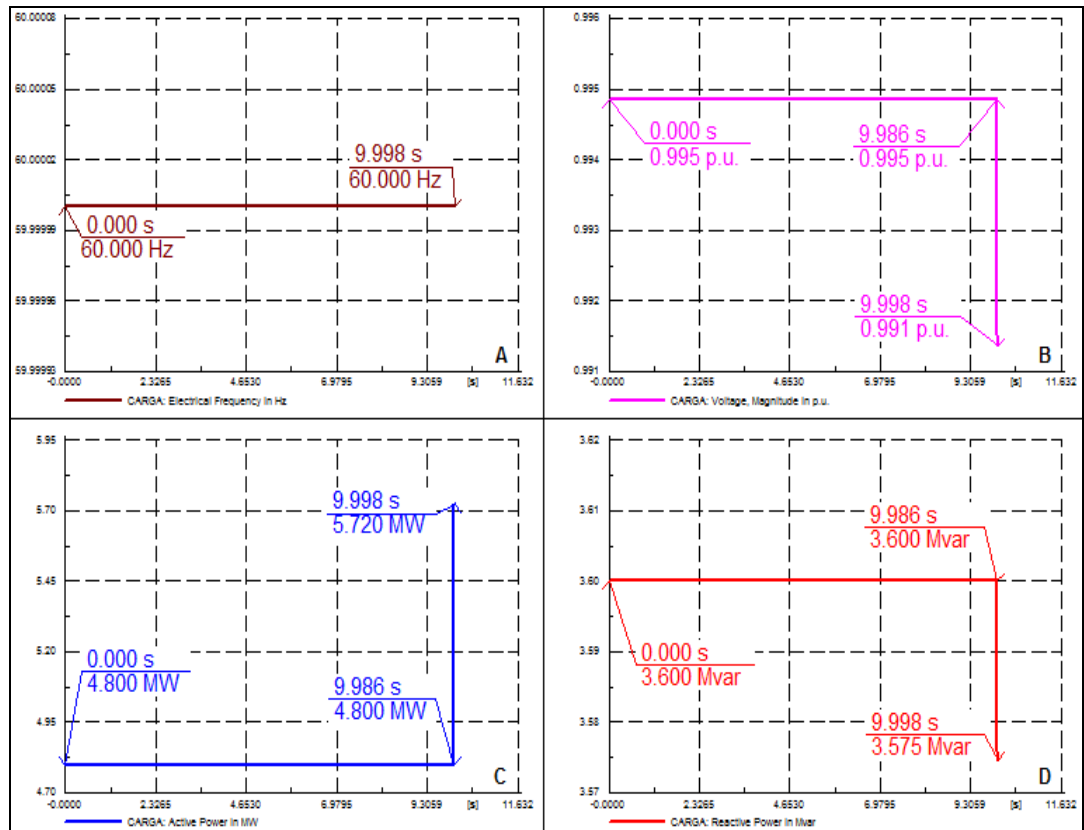 60.00008
60.00005
60.00002
59.99999
59.99996
59.99993
9.998 s
60.000 Hz
0.000 s
60.000 Hz
A
-0.0000
2.3265
4.6530
6.9795
9.3059
[s]
11.632
CARGA: Electrical Frequency in Hz
0.996
0.995
0.994
0.993
0.992
0.991
0.000 s
0.995 p.u.
9.986 s
0.995 p.u.
9.998 s
0.991 p.u.
B
-0.0000
2.3265
4.6530
6.9795
9.3059
[s]
11.632
CARGA: Voltage, Magnitude in p.u.
5.95
5.70
5.45
5.20
4.95
4.70
9.998 s
5.720 MW
0.000 s
4.800 MW
9.986 s
4.800 MW
C
-0.0000
2.3265
4.6530
6.9795
9.3059
[s]
11.632
CARGA: Active Power in MW
3.62
3.61
3.60
3.59
3.58
3.57
9.986 s
3.600 Mvar
0.000 s
3.600 Mvar
9.998 s
3.575 Mvar
D
-0.0000
2.3265
4.6530
6.9795
9.3059
[s]
11.632
CARGA: Reactive Power in Mvar